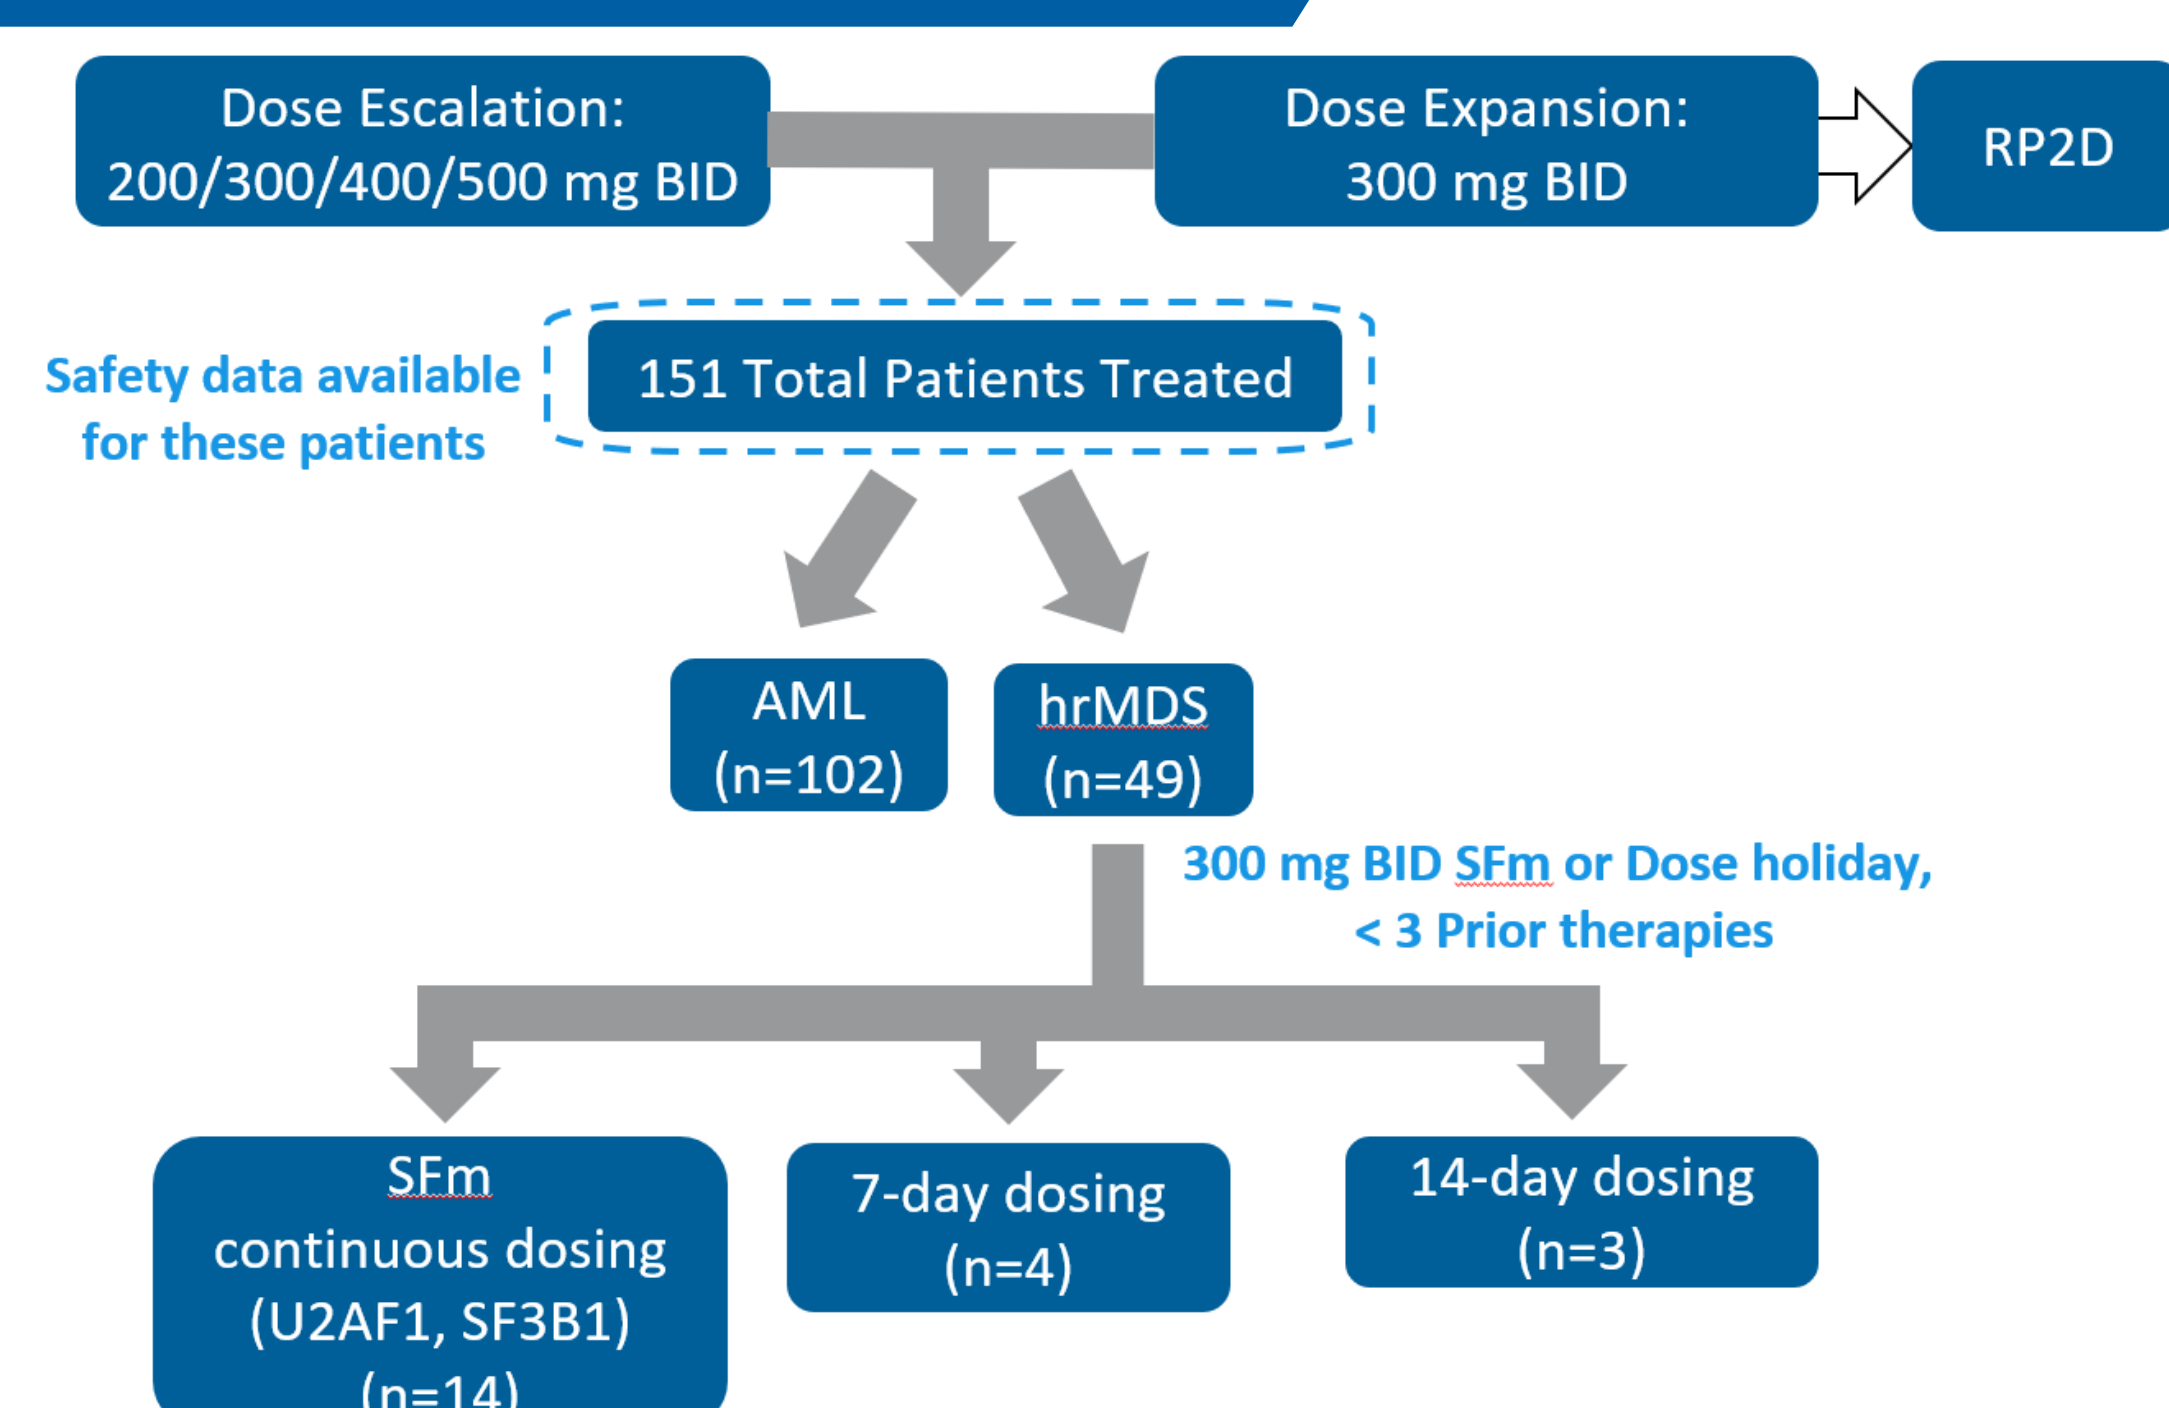 Dose Escalation:
200/300/400/500 mg BID
Dose Expansion:
300 mg BID
RP2D
Safety data available
for these patients
151 Total Patients Treated
AML
(n=102)
hrMDS
(n=49)
300 mg BID SFm or Dose holiday,
< 3 Prior therapies
SFm
continuous dosing
(U2AF1, SF3B1)
(n=14)
7-day dosing
(n=4)
14-day dosing
(n=3)